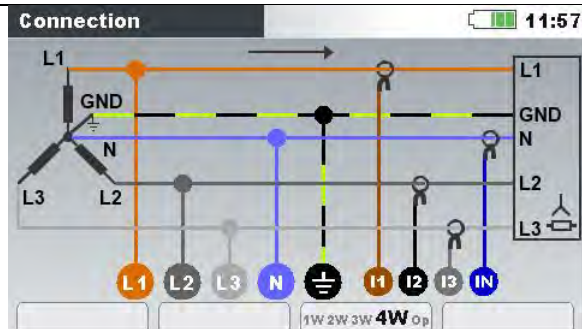 Connection 11:57
L1 L1
GND GND
N N
L3 L2 L2
L3
L1 L2 L3 N I1 I2 I3 IN
1W 2W 3W 4W Op